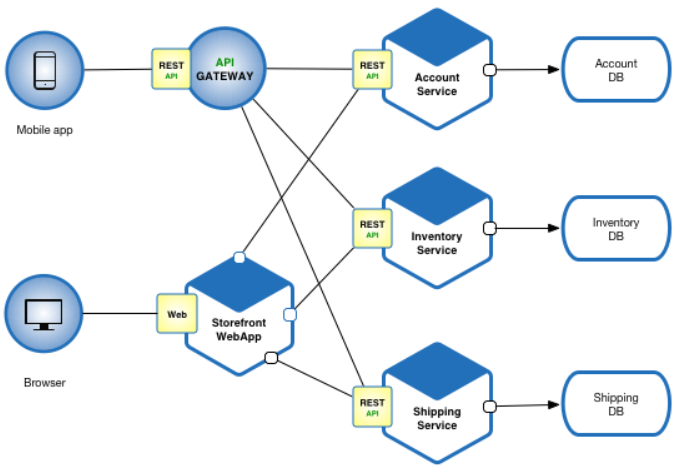 REST
API
API
GATEWAY
REST
API
Account
Service
Account
DB
Mobile app
REST
API
Inventory
Service
Inventory
DB
Web
Storefront
WebApp
Browser
REST
API
Shipping
Service
Shipping
DB